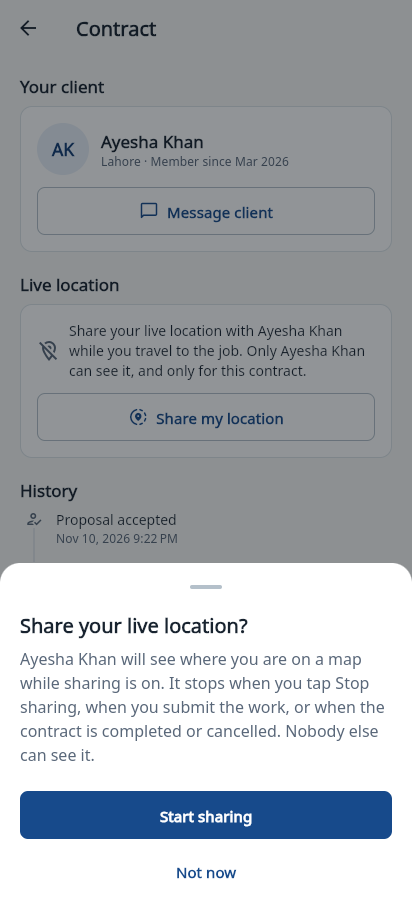 Contract
Your client
AK
Ayesha Khan
Lahore · Member since Mar 2026
Message client
Live location
Share your live location with Ayesha Khan
while you travel to the job. Only Ayesha Khan
can see it, and only for this contract.
Share my location
History
Proposal accepted
Nov 10, 2026 9:22 PM
Share your live location?
Ayesha Khan will see where you are on a map
while sharing is on. It stops when you tap Stop
sharing, when you submit the work, or when the
contract is completed or cancelled. Nobody else
can see it.
Start sharing
Not now